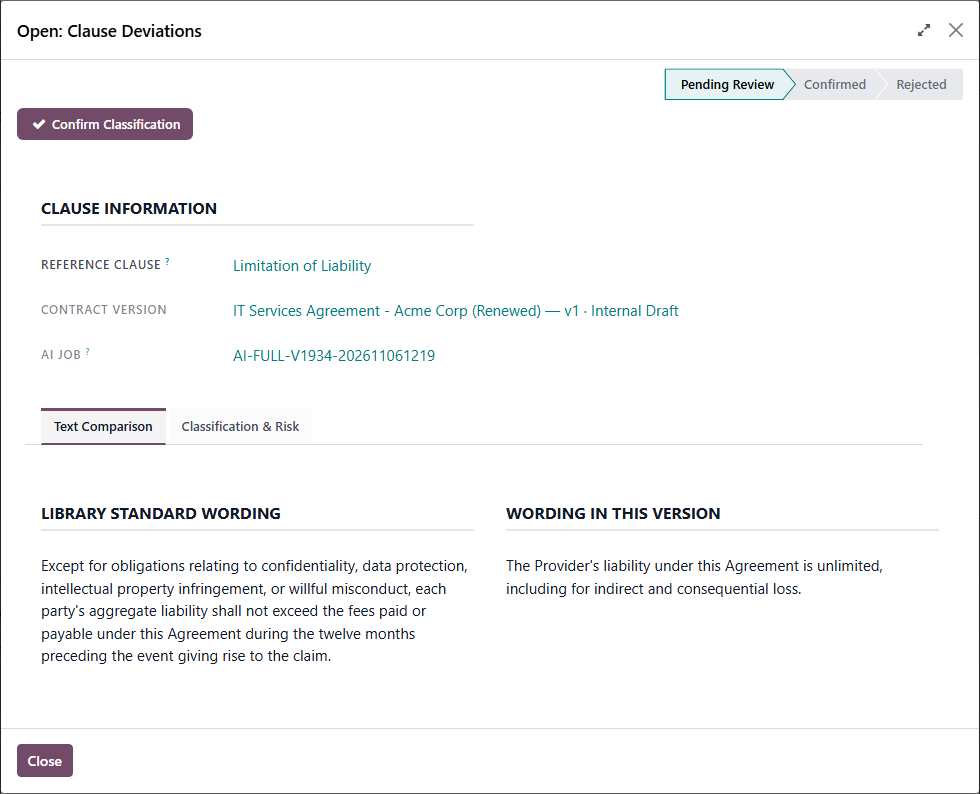 Open: Clause Deviations
Pending Review
Confirmed
Rejected
Confirm Classification
CLAUSE INFORMATION
REFERENCE CLAUSE ?
Limitation of Liability
CONTRACT VERSION
IT Services Agreement - Acme Corp (Renewed) — v1 · Internal Draft
AI JOB ?
AI-FULL-V1934-202611061219
Text Comparison
Classification & Risk
LIBRARY STANDARD WORDING
Except for obligations relating to confidentiality, data protection,
intellectual property infringement, or willful misconduct, each
party's aggregate liability shall not exceed the fees paid or
payable under this Agreement during the twelve months
preceding the event giving rise to the claim.
WORDING IN THIS VERSION
The Provider's liability under this Agreement is unlimited,
including for indirect and consequential loss.
Close